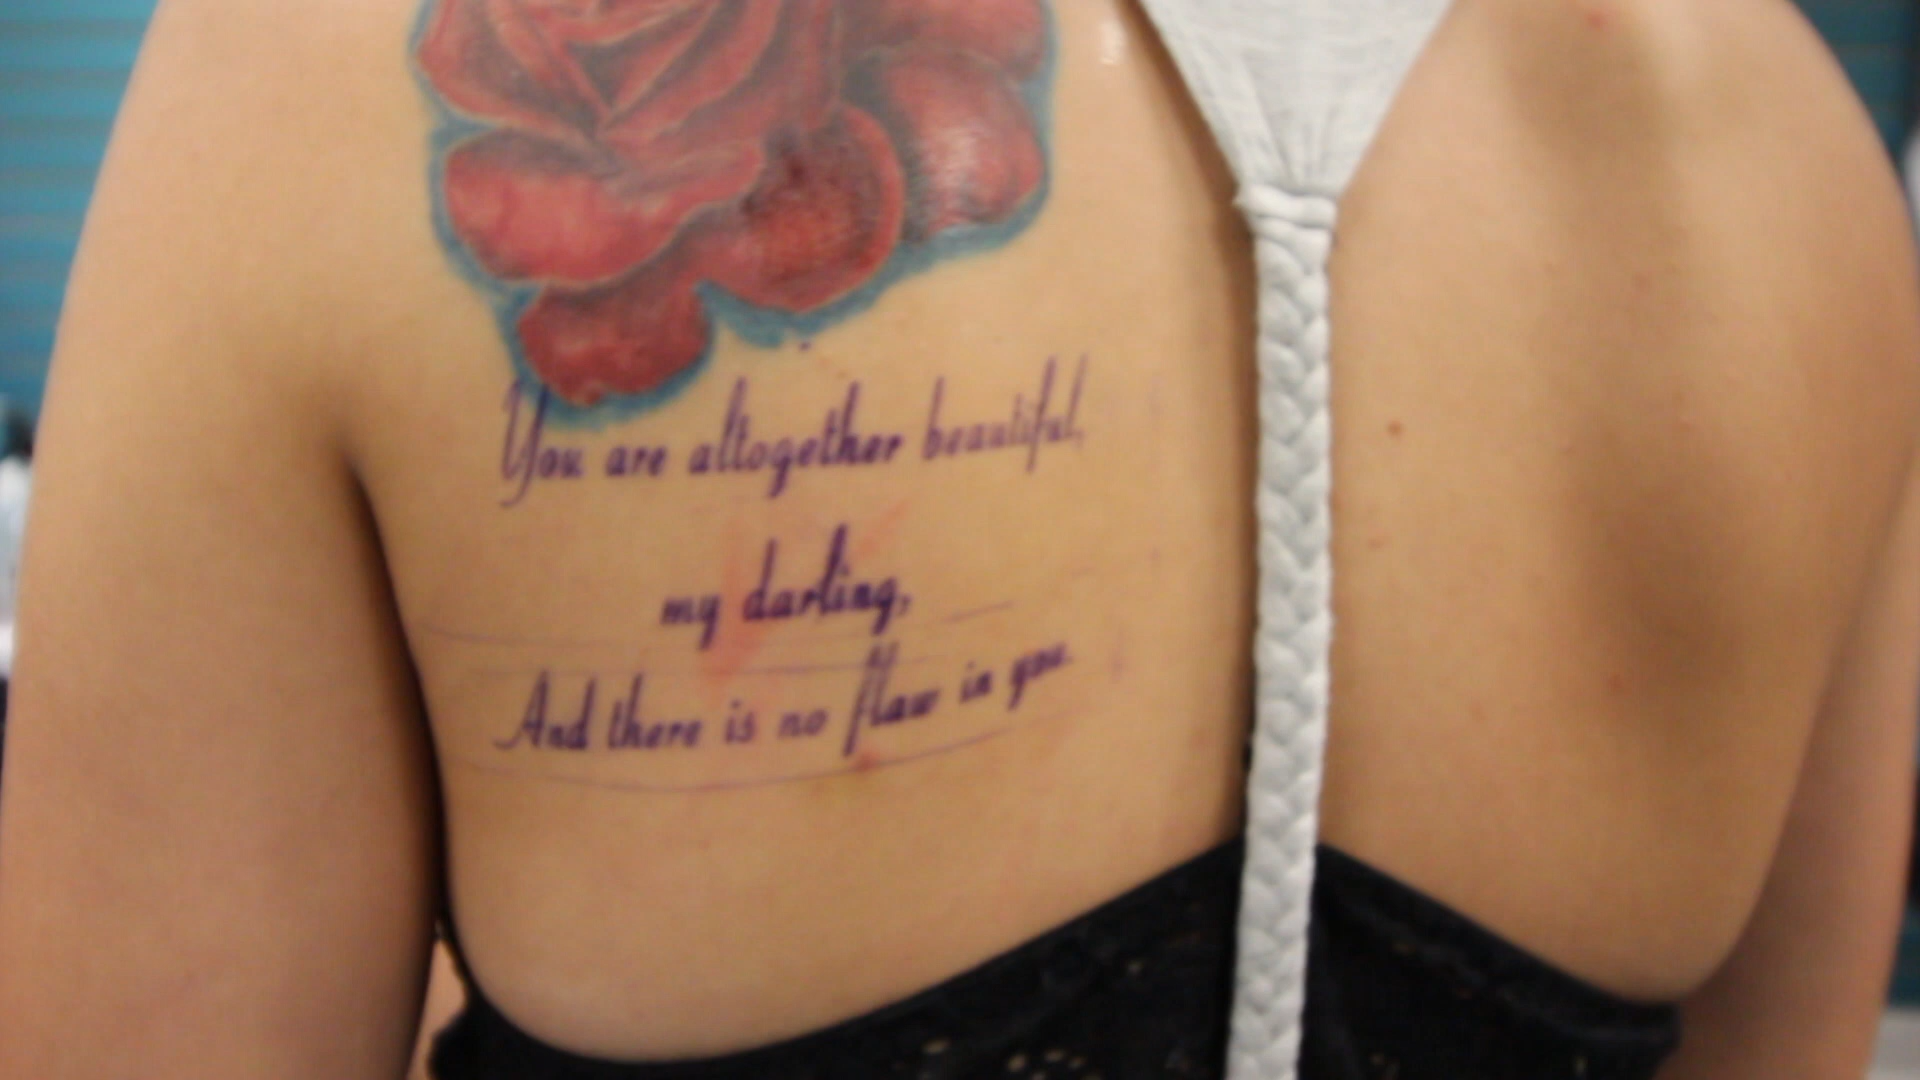 You are altogether beautiful,
my darling,
And there is no flaw in you.